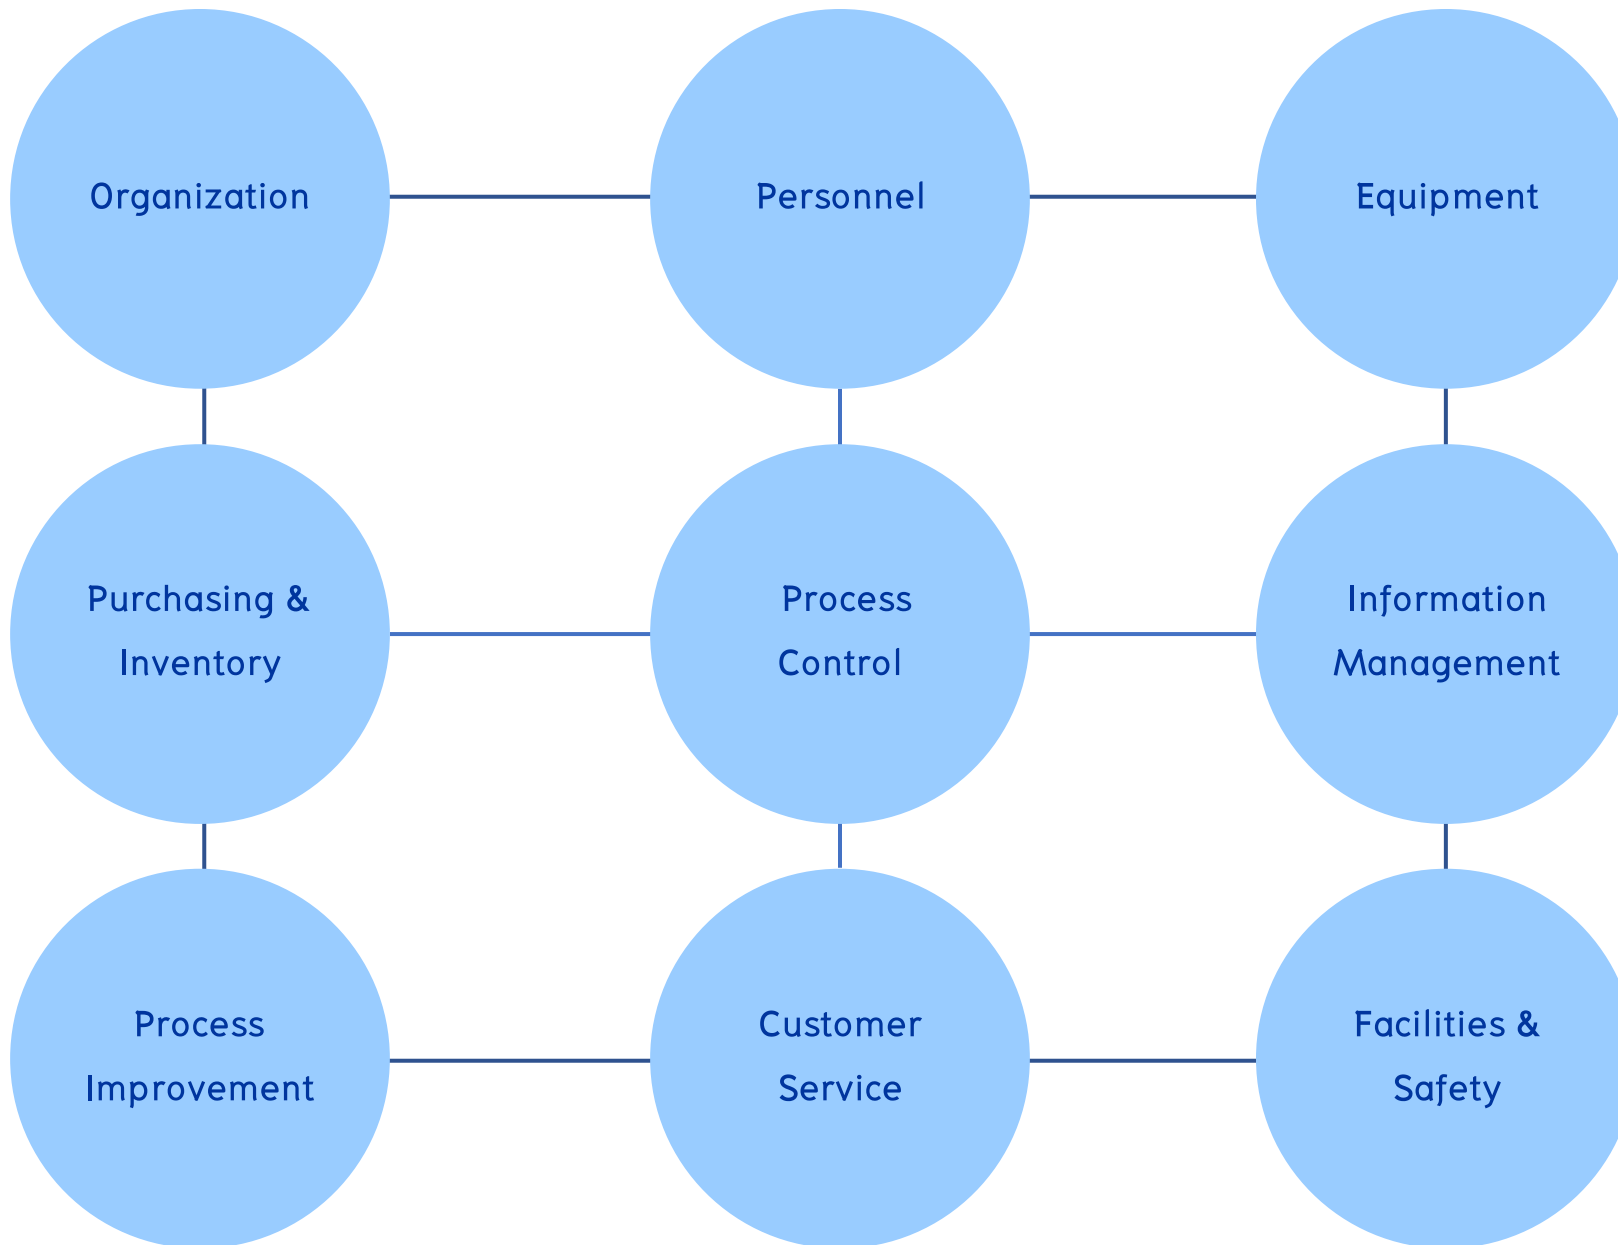 Organization
Personnel
Equipment
Purchasing &
Inventory
Process
Control
Information
Management
Process
Improvement
Customer
Service
Facilities &
Safety